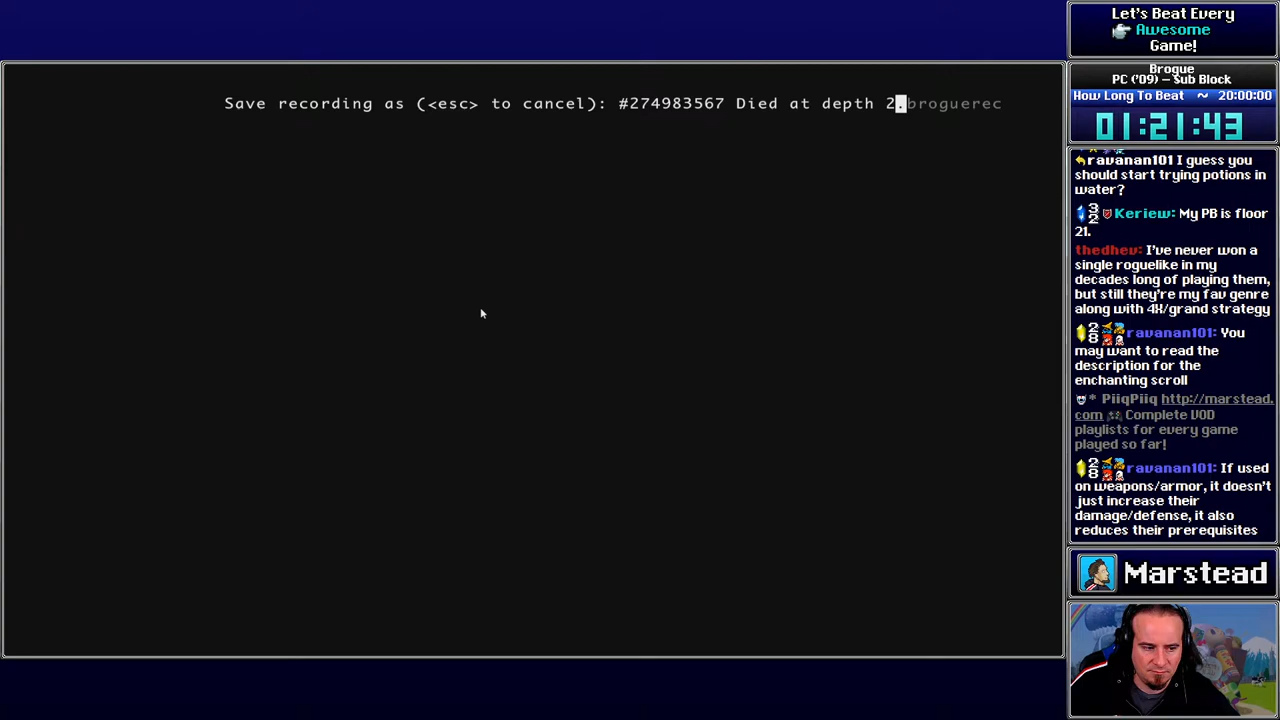 Save recording as (<esc> to cancel): #274983567 Died at depth 2.broguerec
Let's Beat Every
Awesome
Game!
Brogue
PC ('09) – Sub Block
How Long To Beat ~ 20:00:00
01:21:43
ravanan101 I guess you
should start trying potions in
water?
32 Keriew: My PB is floor
21.
thedhev: I've never won a
single roguelike in my
decades long of playing them,
but still they're my fav genre
along with 4X/grand strategy
28 ravanan101: You
may want to read the
description for the
enchanting scroll
* PiiqPiiq http://marstead.
com Complete VOD
playlists for every game
played so far!
28 ravanan101: If used
on weapons/armor, it doesn't
just increase their
damage/defense, it also
reduces their prerequisites
Marstead